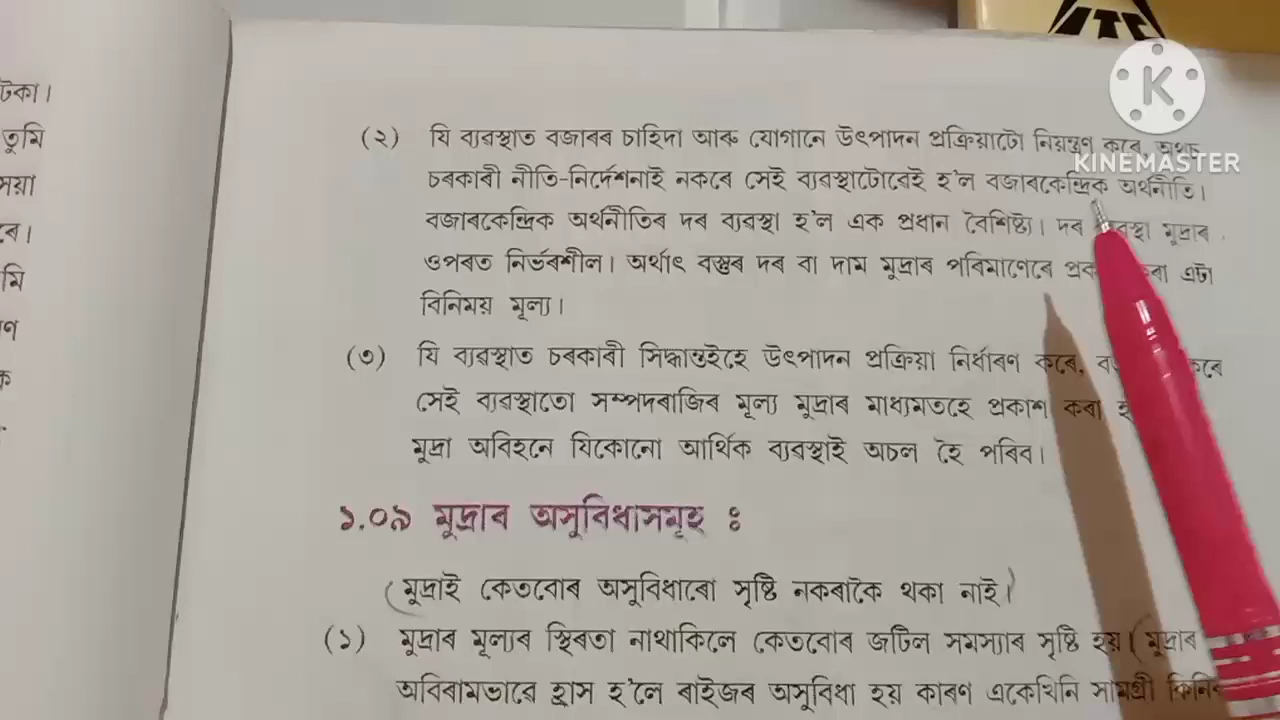 ITC
K
KINEMASTER
টকা।
তুমি
ৰে।
মি
ক
(২) যি ব্যৱস্থাত বজাৰৰ চাহিদা আৰু যোগানে উৎপাদন প্ৰক্ৰিয়াটো নিয়ন্ত্ৰণ কৰে অথচ
চৰকাৰী নীতি-নিৰ্দেশনাই নকৰে সেই ব্যৱস্থাটোৱেই হ'ল বজাৰকেন্দ্ৰিক অৰ্থনীতি।
বজাৰকেন্দ্ৰিক অৰ্থনীতিৰ দৰ ব্যৱস্থা হ'ল এক প্ৰধান বৈশিষ্ট্য। দৰ মুদ্ৰাৰ
ওপৰত নিৰ্ভৰশীল। অৰ্থাৎ বস্তুৰ দৰ বা দাম মুদ্ৰাৰ পৰিমাণেৰে এটা
বিনিময় মূল্য।
(৩) যি ব্যৱস্থাত চৰকাৰী সিদ্ধান্তইহে উৎপাদন প্ৰক্ৰিয়া নিৰ্ধাৰণ কৰে,
সেই ব্যৱস্থাতো সম্পদৰাজিৰ মূল্য মুদ্ৰাৰ মাধ্যমতহে প্ৰকাশ কৰা
মুদ্ৰা অবিহনে যিকোনো আৰ্থিক ব্যৱস্থাই অচল হৈ পৰিব।
১.০৯ মুদ্ৰাৰ অসুবিধাসমূহ ঃ
(মুদ্ৰাই কেতবোৰ অসুবিধাৰো সৃষ্টি নকৰাকৈ থকা নাই।)
(১) মুদ্ৰাৰ মূল্যৰ স্থিৰতা নাথাকিলে কেতবোৰ জটিল সমস্যাৰ সৃষ্টি হয় (মুদ্ৰাৰ
অবিৰামভাৱে হ্ৰাস হ'লে ৰাইজৰ অসুবিধা হয় কাৰণ একেখিনি সামগ্ৰী